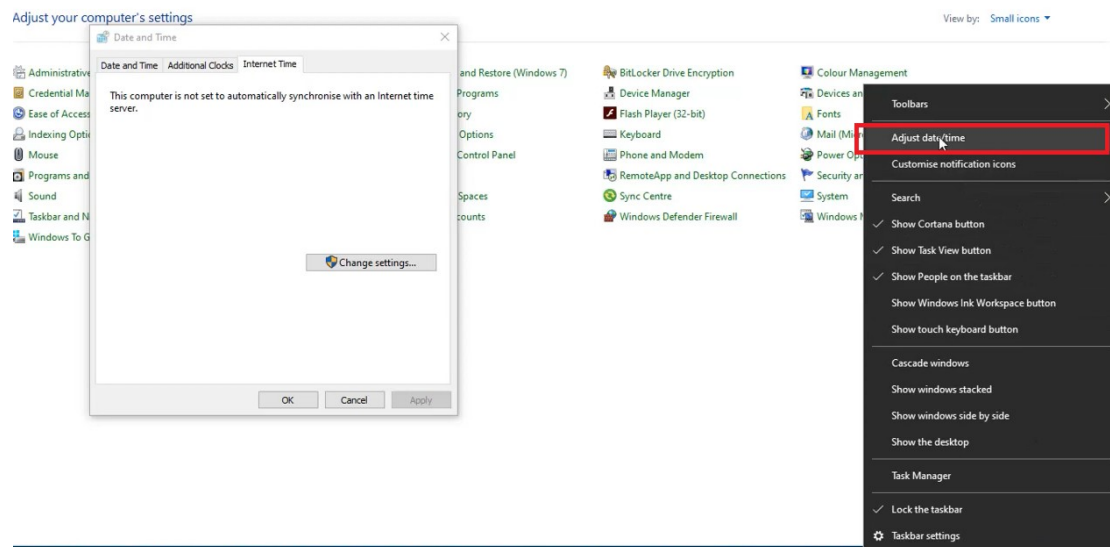 Adjust your computer's settings
View by: Small icons
Date and Time
Date and Time Additional Clocks Internet Time
This computer is not set to automatically synchronise with an Internet time
server.
Change settings...
OK Cancel Apply
Administrative
Credential Ma
Ease of Access
Indexing Opti
Mouse
Programs and
Sound
Taskbar and N
Windows To G
and Restore (Windows 7)
Programs
ory
Options
Control Panel
Spaces
counts
BitLocker Drive Encryption
Device Manager
Flash Player (32-bit)
Keyboard
Phone and Modem
RemoteApp and Desktop Connections
Sync Centre
Windows Defender Firewall
Colour Management
Devices an
Fonts
Mail (Mic
Power Op
Security an
System
Windows M
Toolbars
Adjust date/time
Customise notification icons
Search
Show Cortana button
Show Task View button
Show People on the taskbar
Show Windows Ink Workspace button
Show touch keyboard button
Cascade windows
Show windows stacked
Show windows side by side
Show the desktop
Task Manager
Lock the taskbar
Taskbar settings